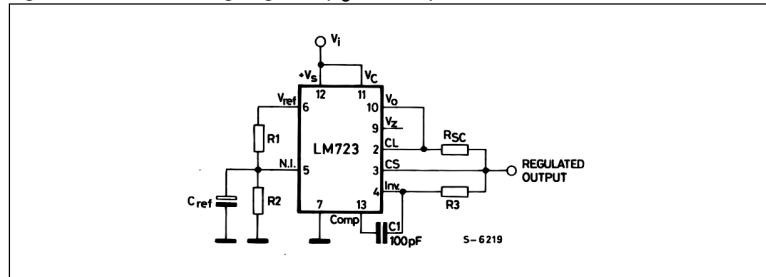 Vi
+Vs
VC
12
11
Vref
6
10
Vo
9
Vz
R1
LM723
2
CL
RSC
N.I.
5
3
CS
REGULATED
OUTPUT
4
Inv.
Cref
R2
R3
7
13
Comp
C1
100pF
S-6219